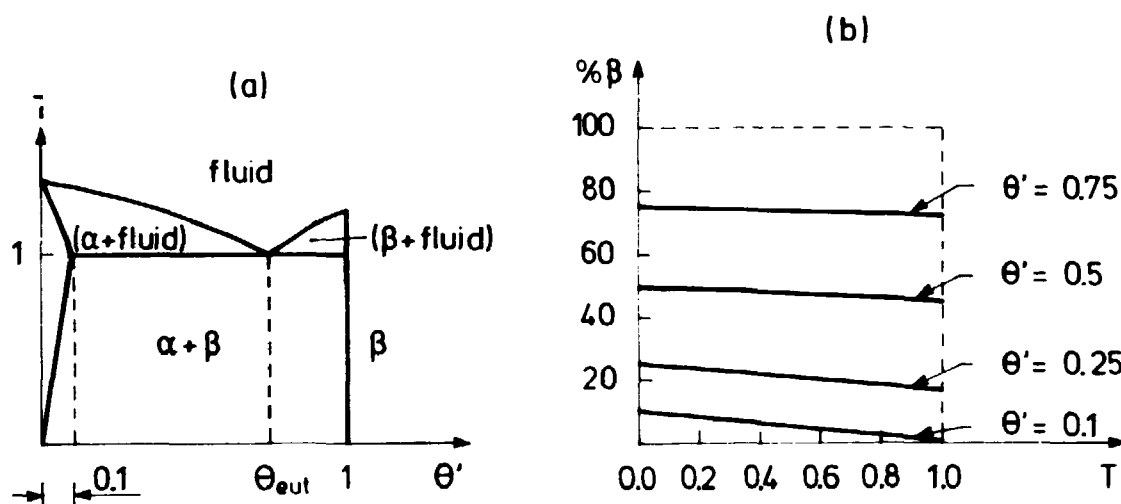 (a)
fluid
(α+fluid)
(β+fluid)
1
α+β
β
0.1
θeut
1
θ'
(b)
%β
100
80
60
40
20
θ' = 0.75
θ' = 0.5
θ' = 0.25
θ' = 0.1
0.0 0.2 0.4 0.6 0.8 1.0 T